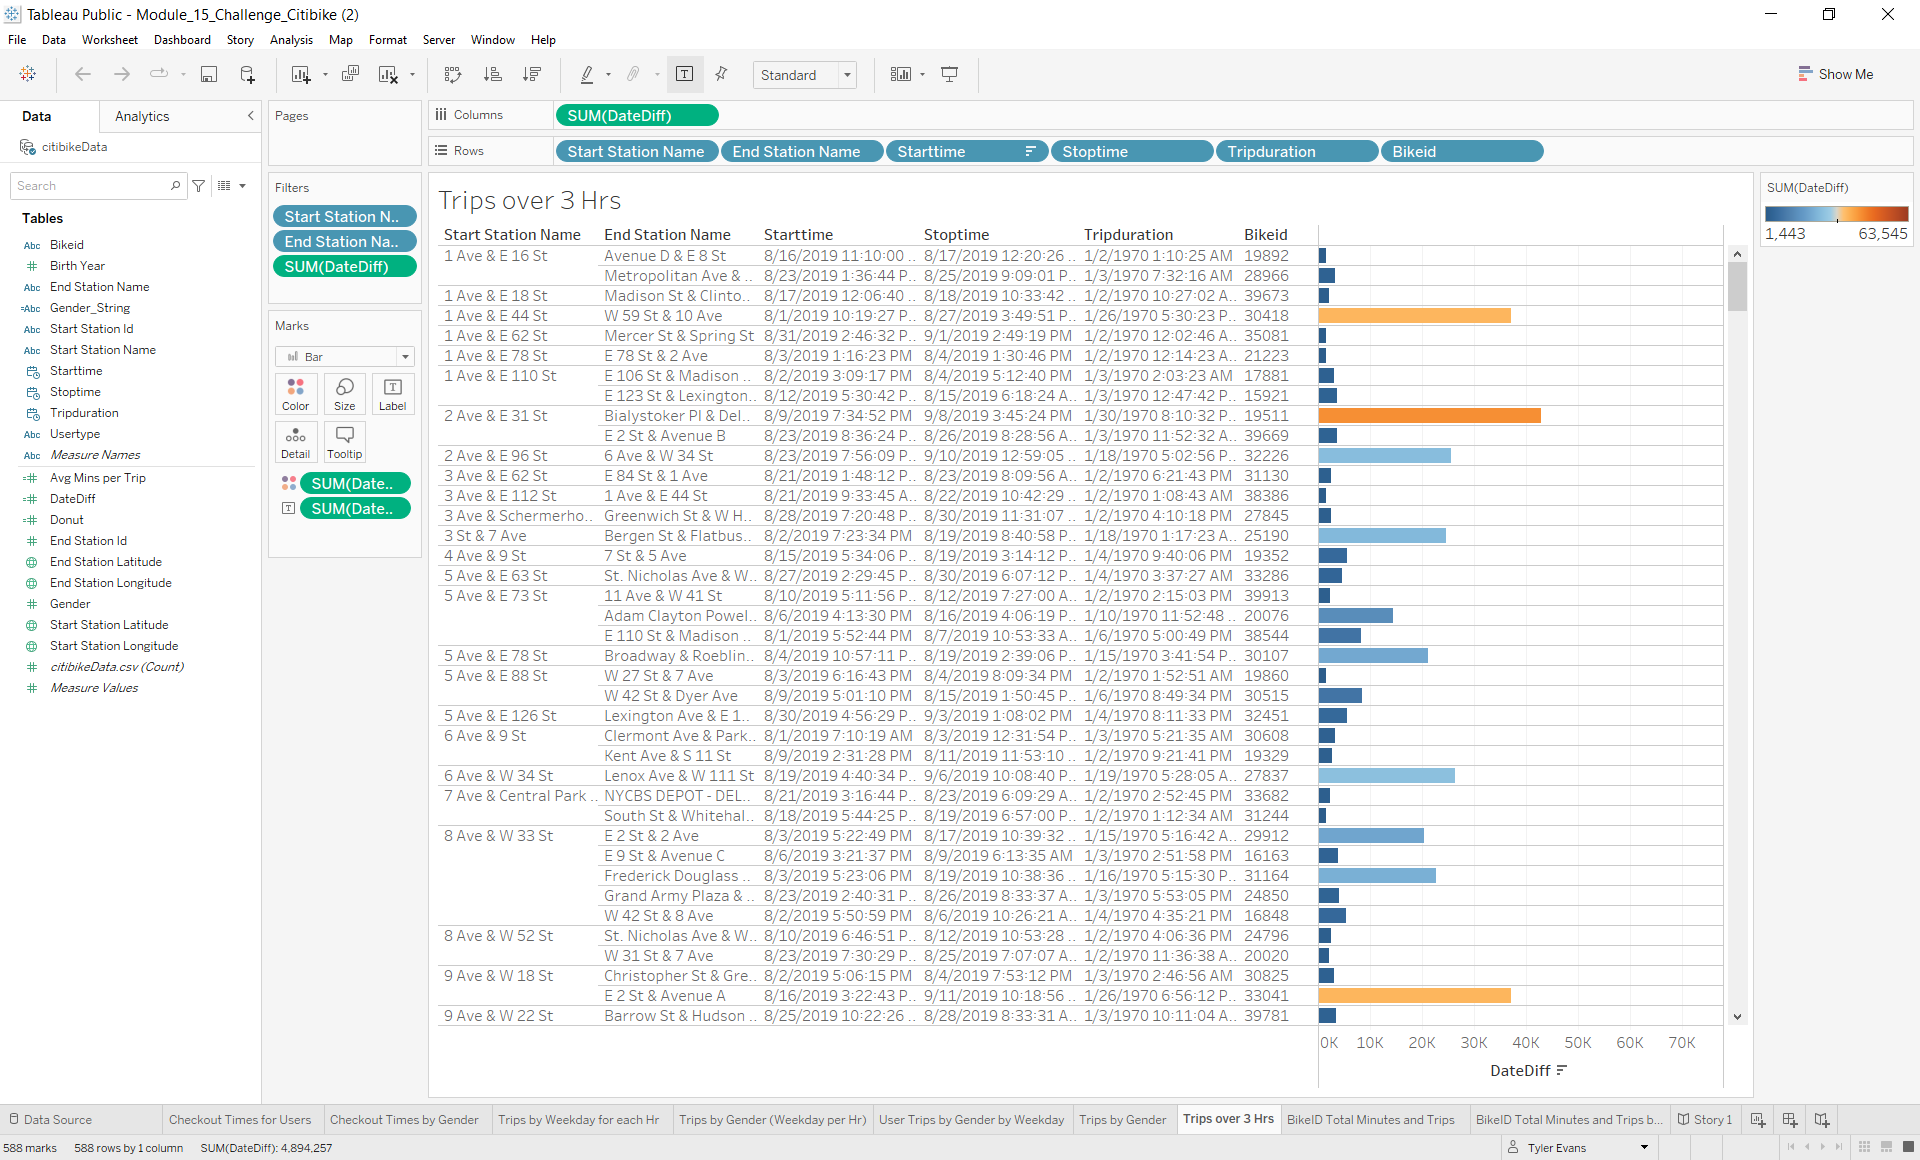 Tableau Public - Module_15_Challenge_Citibike (2)
File Data Worksheet Dashboard Story Analysis Map Format Server Window Help
Standard
Show Me
Data Analytics
citibikeData
Search
Tables
Abc Bikeid
Birth Year
Abc End Station Name
=Abc Gender_String
Abc Start Station Id
Abc Start Station Name
Starttime
Stoptime
Tripduration
Abc Usertype
Abc Measure Names
Avg Mins per Trip
DateDiff
Donut
End Station Id
End Station Latitude
End Station Longitude
Gender
Start Station Latitude
Start Station Longitude
citibikeData.csv (Count)
Measure Values
Pages
Filters
Start Station N..
End Station Na..
SUM(DateDiff)
Marks
Bar
Color Size Label
Detail Tooltip
SUM(Date..
SUM(Date..
Columns SUM(DateDiff)
Rows Start Station Name End Station Name Starttime Stoptime Tripduration Bikeid
Trips over 3 Hrs
Start Station Name End Station Name Starttime Stoptime Tripduration Bikeid
1 Ave & E 16 St Avenue D & E 8 St 8/16/2019 11:10:00 .. 8/17/2019 12:20:26 .. 1/2/1970 1:10:25 AM 19892
Metropolitan Ave & .. 8/23/2019 1:36:44 P.. 8/25/2019 9:09:01 P.. 1/3/1970 7:32:16 AM 28966
1 Ave & E 18 St Madison St & Clinto.. 8/17/2019 12:06:40 .. 8/18/2019 10:33:42 .. 1/2/1970 10:27:02 A.. 39673
1 Ave & E 44 St W 59 St & 10 Ave 8/1/2019 10:19:27 P.. 8/27/2019 3:49:51 P.. 1/26/1970 5:30:23 P.. 30418
1 Ave & E 62 St Mercer St & Spring St 8/31/2019 2:46:32 P.. 9/1/2019 2:49:19 PM 1/2/1970 12:02:46 A.. 35081
1 Ave & E 78 St E 78 St & 2 Ave 8/3/2019 1:16:23 PM 8/4/2019 1:30:46 PM 1/2/1970 12:14:23 A.. 21223
1 Ave & E 110 St E 106 St & Madison .. 8/2/2019 3:09:17 PM 8/4/2019 5:12:40 PM 1/3/1970 2:03:23 AM 17881
E 123 St & Lexington.. 8/12/2019 5:30:42 P.. 8/15/2019 6:18:24 A.. 1/3/1970 12:47:42 P.. 15921
2 Ave & E 31 St Bialystoker Pl & Del.. 8/9/2019 7:34:52 PM 9/8/2019 3:45:24 PM 1/30/1970 8:10:32 P.. 19511
E 2 St & Avenue B 8/23/2019 8:36:24 P.. 8/26/2019 8:28:56 A.. 1/3/1970 11:52:32 A.. 39669
2 Ave & E 96 St 6 Ave & W 34 St 8/23/2019 7:56:09 P.. 9/10/2019 12:59:05 .. 1/18/1970 5:02:56 P.. 32226
3 Ave & E 62 St E 84 St & 1 Ave 8/21/2019 1:48:12 P.. 8/23/2019 8:09:56 A.. 1/2/1970 6:21:43 PM 31130
3 Ave & E 112 St 1 Ave & E 44 St 8/21/2019 9:33:45 A.. 8/22/2019 10:42:29 .. 1/2/1970 1:08:43 AM 38386
3 Ave & Schermerho.. Greenwich St & W H.. 8/28/2019 7:20:48 P.. 8/30/2019 11:31:07 .. 1/2/1970 4:10:18 PM 27845
3 St & 7 Ave Bergen St & Flatbus.. 8/2/2019 7:23:34 PM 8/19/2019 8:40:58 P.. 1/18/1970 1:17:23 A.. 25190
4 Ave & 9 St 7 St & 5 Ave 8/15/2019 5:34:06 P.. 8/19/2019 3:14:12 P.. 1/4/1970 9:40:06 PM 19352
5 Ave & E 63 St St. Nicholas Ave & W.. 8/27/2019 2:29:45 P.. 8/30/2019 6:07:12 P.. 1/4/1970 3:37:27 AM 33286
5 Ave & E 73 St 11 Ave & W 41 St 8/10/2019 5:11:56 P.. 8/12/2019 7:27:00 A.. 1/2/1970 2:15:03 PM 39913
Adam Clayton Powel.. 8/6/2019 4:13:30 PM 8/16/2019 4:06:19 P.. 1/10/1970 11:52:48 .. 20076
E 110 St & Madison .. 8/1/2019 5:52:44 PM 8/7/2019 10:53:33 A.. 1/6/1970 5:00:49 PM 38544
5 Ave & E 78 St Broadway & Roeblin.. 8/4/2019 10:57:11 P.. 8/19/2019 2:39:06 P.. 1/15/1970 3:41:54 P.. 30107
5 Ave & E 88 St W 27 St & 7 Ave 8/3/2019 6:16:43 PM 8/4/2019 8:09:34 PM 1/2/1970 1:52:51 AM 19860
W 42 St & Dyer Ave 8/9/2019 5:01:10 PM 8/15/2019 1:50:45 P.. 1/6/1970 8:49:34 PM 30515
5 Ave & E 126 St Lexington Ave & E 1.. 8/30/2019 4:56:29 P.. 9/3/2019 1:08:02 PM 1/4/1970 8:11:33 PM 32451
6 Ave & 9 St Clermont Ave & Park.. 8/1/2019 7:10:19 AM 8/3/2019 12:31:54 P.. 1/3/1970 5:21:35 AM 30608
Kent Ave & S 11 St 8/9/2019 2:31:28 PM 8/11/2019 11:53:10 .. 1/2/1970 9:21:41 PM 19329
6 Ave & W 34 St Lenox Ave & W 111 St 8/19/2019 4:40:34 P.. 9/6/2019 10:08:40 P.. 1/19/1970 5:28:05 A.. 27837
7 Ave & Central Park .. NYCBS DEPOT - DEL.. 8/21/2019 3:16:44 P.. 8/23/2019 6:09:29 A.. 1/2/1970 2:52:45 PM 33682
South St & Whitehal.. 8/18/2019 5:44:25 P.. 8/19/2019 6:57:00 P.. 1/2/1970 1:12:34 AM 31244
8 Ave & W 33 St E 2 St & 2 Ave 8/3/2019 5:22:49 PM 8/17/2019 10:39:32 .. 1/15/1970 5:16:42 A.. 29912
E 9 St & Avenue C 8/6/2019 3:21:37 PM 8/9/2019 6:13:35 AM 1/3/1970 2:51:58 PM 16163
Frederick Douglass .. 8/3/2019 5:23:06 PM 8/19/2019 10:38:36 .. 1/16/1970 5:15:30 P.. 31164
Grand Army Plaza & .. 8/23/2019 2:40:31 P.. 8/26/2019 8:33:37 A.. 1/3/1970 5:53:05 PM 24850
W 42 St & 8 Ave 8/2/2019 5:50:59 PM 8/6/2019 10:26:21 A.. 1/4/1970 4:35:21 PM 16848
8 Ave & W 52 St St. Nicholas Ave & W.. 8/10/2019 6:46:51 P.. 8/12/2019 10:53:28 .. 1/2/1970 4:06:36 PM 24796
W 31 St & 7 Ave 8/23/2019 7:30:29 P.. 8/25/2019 7:07:07 A.. 1/2/1970 11:36:38 A.. 20020
9 Ave & W 18 St Christopher St & Gre.. 8/2/2019 5:06:15 PM 8/4/2019 7:53:12 PM 1/3/1970 2:46:56 AM 30825
E 2 St & Avenue A 8/16/2019 3:22:43 P.. 9/11/2019 10:18:56 .. 1/26/1970 6:56:12 P.. 33041
9 Ave & W 22 St Barrow St & Hudson .. 8/25/2019 10:22:26 .. 8/28/2019 8:33:31 A.. 1/3/1970 10:11:04 A.. 39781
0K 10K 20K 30K 40K 50K 60K 70K
DateDiff
SUM(DateDiff)
1,443 63,545
Data Source Checkout Times for Users Checkout Times by Gender Trips by Weekday for each Hr Trips by Gender (Weekday per Hr) User Trips by Gender by Weekday Trips by Gender Trips over 3 Hrs BikeID Total Minutes and Trips BikeID Total Minutes and Trips b... Story 1
588 marks 588 rows by 1 column SUM(DateDiff): 4,894,257 Tyler Evans